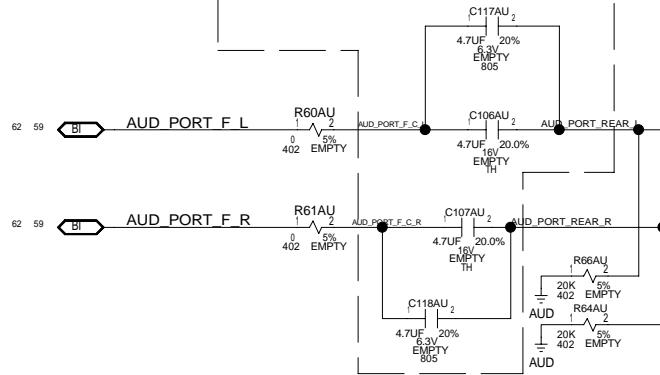 C117AU
1 2
4.7UF 20%
6.3V
EMPTY
805
62 59 BI AUD_PORT_F_L
R60AU
1 2
0 5%
402 EMPTY
AUD_PORT_F_C_L
C106AU
1 2
4.7UF 20.0%
16V
EMPTY
TH
AUD_PORT_REAR_L
62 59 BI AUD_PORT_F_R
R61AU
1 2
0 5%
402 EMPTY
AUD_PORT_F_C_R
C107AU
1 2
4.7UF 20.0%
16V
EMPTY
TH
AUD_PORT_REAR_R
C118AU
1 2
4.7UF 20%
6.3V
EMPTY
805
R66AU
1 2
20K 5%
402 EMPTY
AUD
R64AU
1 2
20K 5%
402 EMPTY
AUD